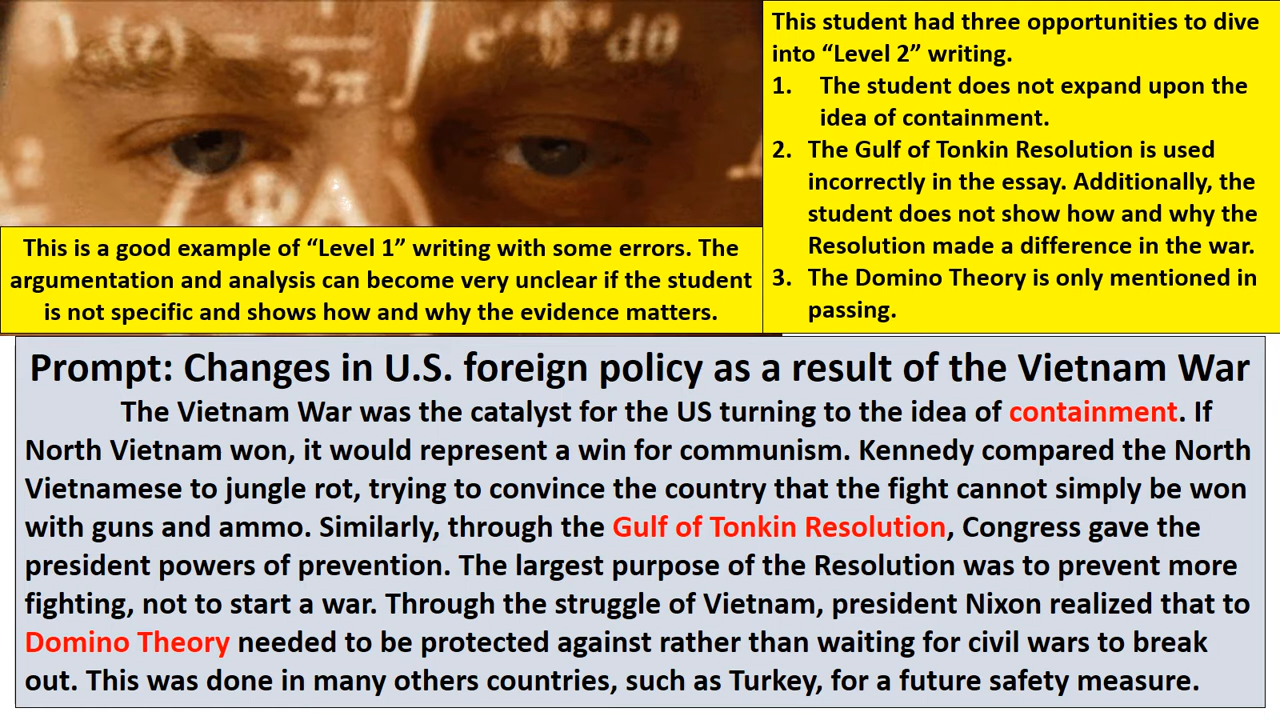 1ₙ(z) = 1/2π ∫ dθ
This student had three opportunities to dive
into “Level 2” writing.
1. The student does not expand upon the
idea of containment.
2. The Gulf of Tonkin Resolution is used
incorrectly in the essay. Additionally, the
student does not show how and why the
Resolution made a difference in the war.
3. The Domino Theory is only mentioned in
passing.
This is a good example of “Level 1” writing with some errors. The
argumentation and analysis can become very unclear if the student
is not specific and shows how and why the evidence matters.
Prompt: Changes in U.S. foreign policy as a result of the Vietnam War
The Vietnam War was the catalyst for the US turning to the idea of containment. If
North Vietnam won, it would represent a win for communism. Kennedy compared the North
Vietnamese to jungle rot, trying to convince the country that the fight cannot simply be won
with guns and ammo. Similarly, through the Gulf of Tonkin Resolution, Congress gave the
president powers of prevention. The largest purpose of the Resolution was to prevent more
fighting, not to start a war. Through the struggle of Vietnam, president Nixon realized that to
Domino Theory needed to be protected against rather than waiting for civil wars to break
out. This was done in many others countries, such as Turkey, for a future safety measure.